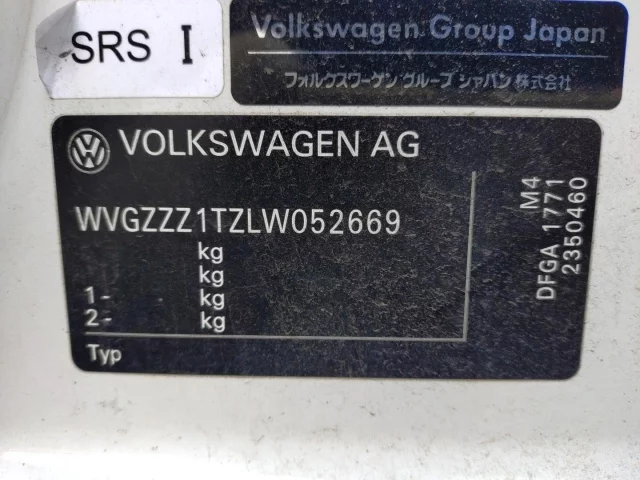 SRS I
Volkswagen Group Japan
フォルクスワーゲン グループ ジャパン 株式会社
VOLKSWAGEN AG
WVGZZZ1TZLW052669
kg
kg
1- kg
2- kg
Typ
M4
DFGA 1771
2350460